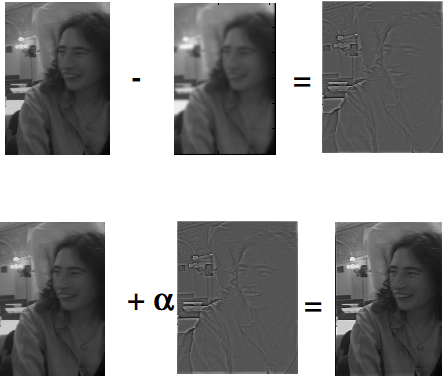 - =
+ α =